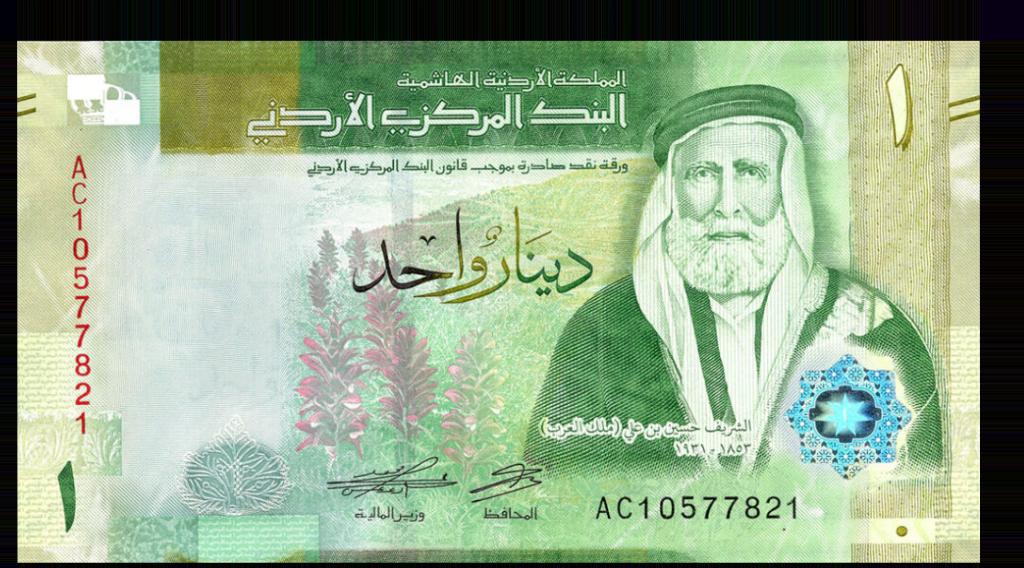 المملكة الأردنية الهاشمية
البنك المركزي الأردني
ورقة نقد صادرة بموجب قانون البنك المركزي الأردني
١
دينار واحد
AC10577821
الشريف حسين بن علي (ملك العرب)
١٨٥٣ - ١٩٣١
المحافظ
وزير المالية
AC10577821
١